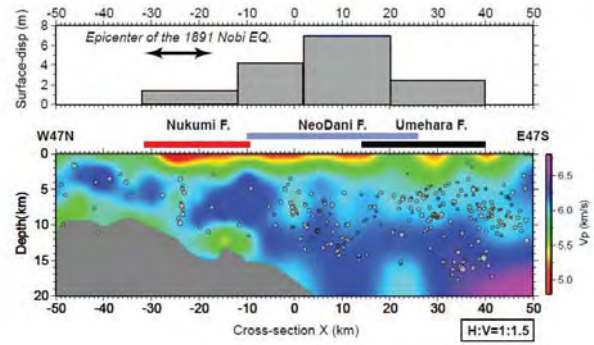 -50 -40 -30 -20 -10 0 10 20 30 40 50
Surface-disp (m)
8
6
4
2
0
Epicenter of the 1891 Nobi EQ.
Nukumi F. NeoDani F. Umehara F.
W47N E47S
Depth(km)
0
5
10
15
20
-50 -40 -30 -20 -10 0 10 20 30 40 50
Cross-section X (km)
H:V=1:1.5
6.5
6.0
5.5
5.0
Vp (km/s)